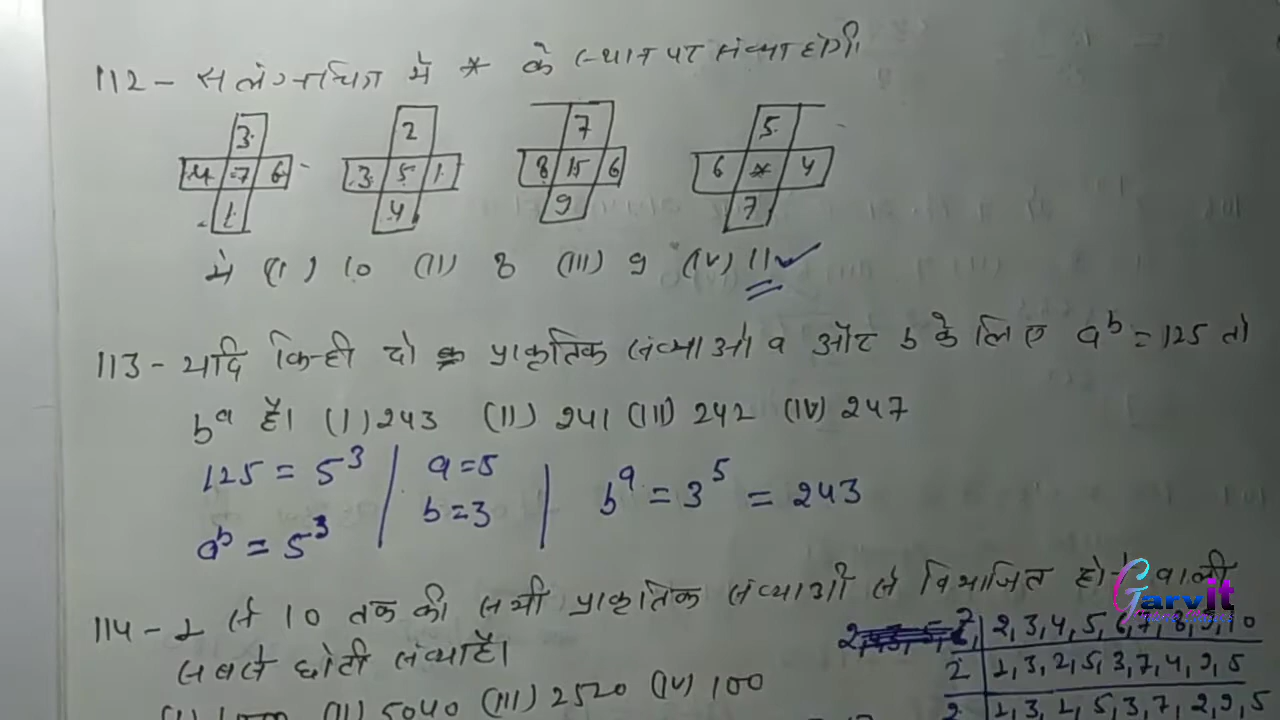 112- सलंग्नचित्र मे * के स्थान पर संख्या होगी।
3. 2 7 5.
.4 7 6. .3 5. 1. 8 15 6 6 * 4
1. 4 9 7
मे (I) 10 (II) 8 (III) 9 (IV) 11 ✓
113- यदि किन्ही दो प्राकृतिक संख्याओ a और b के लिए a^b = 125 तो
b^a है। (I) 243 (II) 241 (III) 242 (IV) 247
125 = 5^3 | a=5 | b^a = 3^5 = 243
a^b = 5^3 | b=3
114- 1 से 10 तक की सभी प्राकृतिक संख्याओ से विभाजित होने वाली
Garvit
सबसे छोटी संख्या है।
2,3,4,5,6,7,8,9,10
2 | 1,3,2,5,3,7,4,9,5
(II) 5040 (III) 2520 (IV) 100
2 | 1,3,1,5,3,7,2,9,5